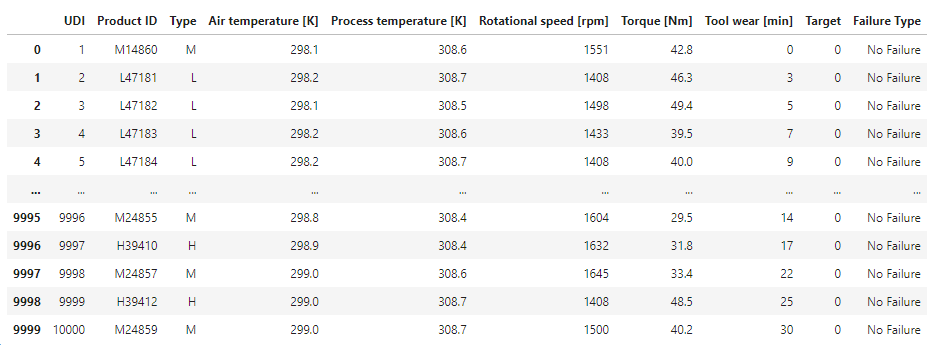 UDI Product ID Type Air temperature [K] Process temperature [K] Rotational speed [rpm] Torque [Nm] Tool wear [min] Target Failure Type
0 1 M14860 M 298.1 308.6 1551 42.8 0 0 No Failure
1 2 L47181 L 298.2 308.7 1408 46.3 3 0 No Failure
2 3 L47182 L 298.1 308.5 1498 49.4 5 0 No Failure
3 4 L47183 L 298.2 308.6 1433 39.5 7 0 No Failure
4 5 L47184 L 298.2 308.7 1408 40.0 9 0 No Failure
... ... ... ... ... ... ... ... ... ... ...
9995 9996 M24855 M 298.8 308.4 1604 29.5 14 0 No Failure
9996 9997 H39410 H 298.9 308.4 1632 31.8 17 0 No Failure
9997 9998 M24857 M 299.0 308.6 1645 33.4 22 0 No Failure
9998 9999 H39412 H 299.0 308.7 1408 48.5 25 0 No Failure
9999 10000 M24859 M 299.0 308.7 1500 40.2 30 0 No Failure